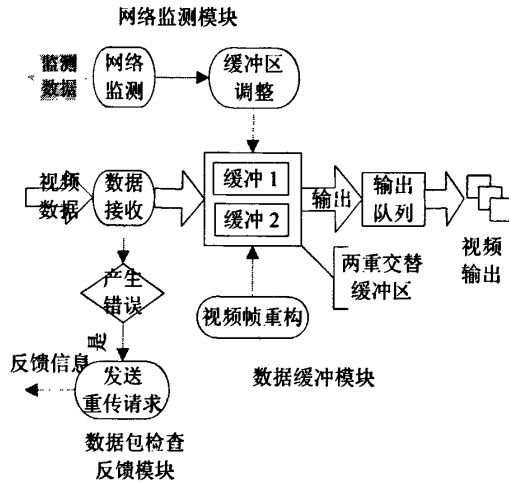 网络监测模块
监测
数据
网络
监测
缓冲区
调整
视频
数据
数据
接收
缓冲 1
缓冲 2
输出
输出
队列
视频
输出
两重交替
缓冲区
产生
错误
视频帧重构
是
反馈信息
发送
重传请求
数据缓冲模块
数据包检查
反馈模块